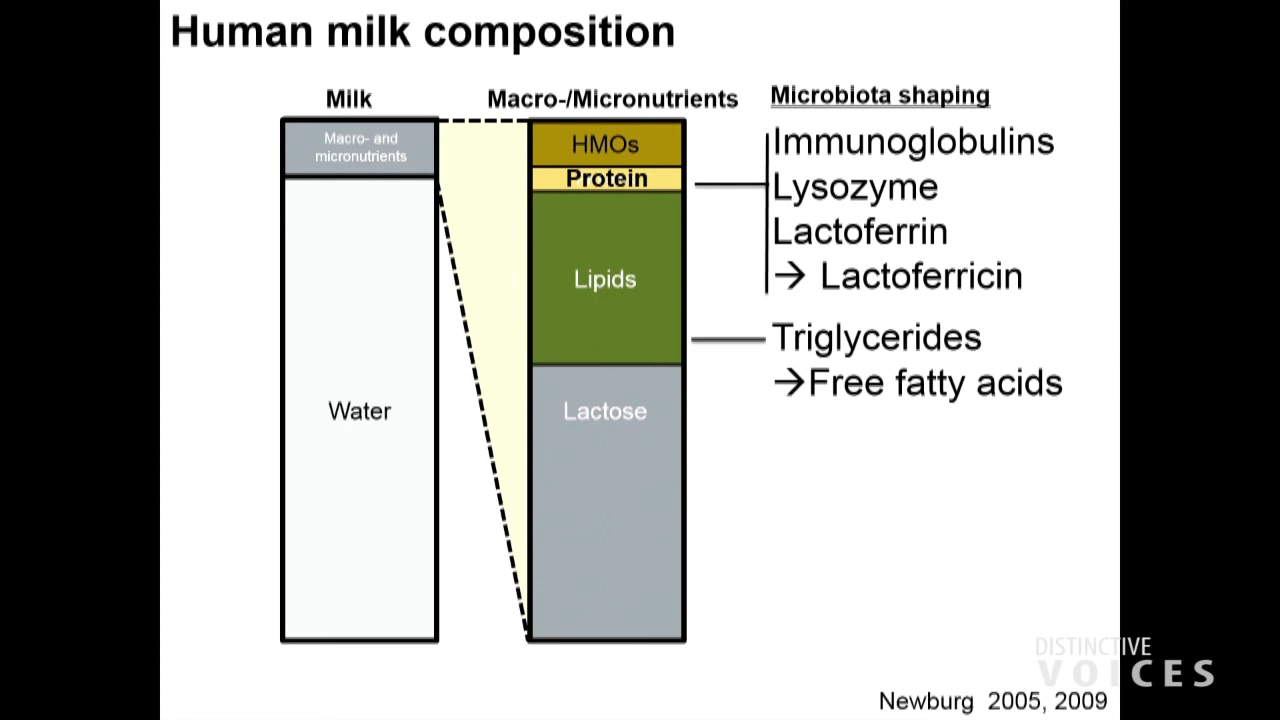 Human milk composition
Milk
Macro-/Micronutrients
Microbiota shaping
Macro- and
micronutrients
Water
HMOs
Protein
Lipids
Lactose
Immunoglobulins
Lysozyme
Lactoferrin
→ Lactoferricin
Triglycerides
→Free fatty acids
DISTINCTIVE
VOICES
Newburg 2005, 2009